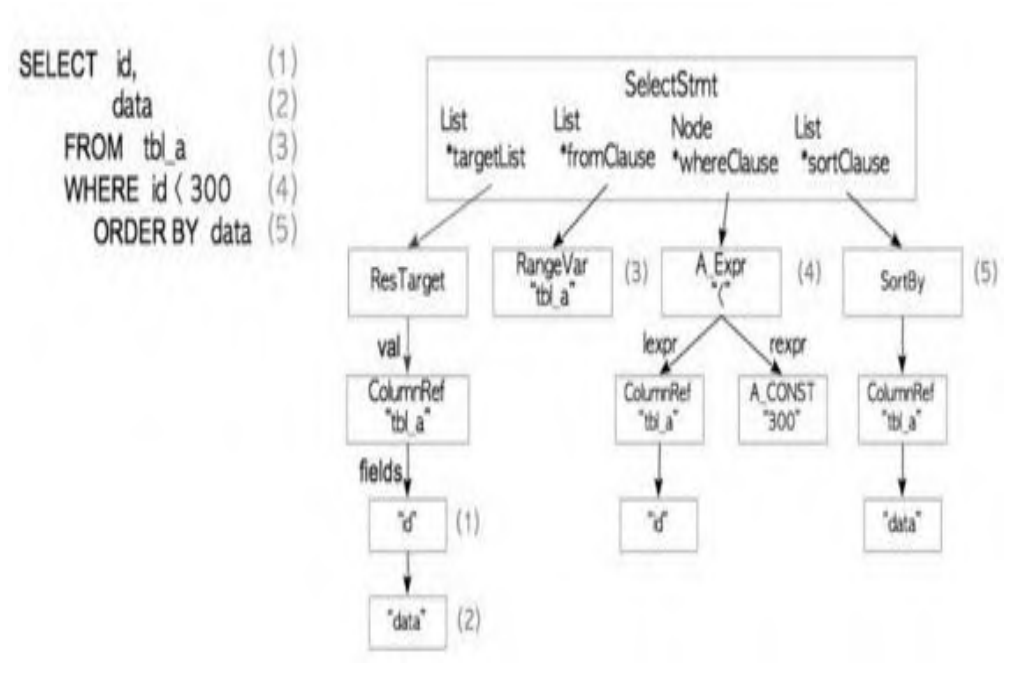 SELECT id, (1)
data (2)
FROM tbl_a (3)
WHERE id < 300 (4)
ORDER BY data (5)
SelectStmt
List *targetList
List *fromClause
Node *whereClause
List *sortClause
ResTarget
RangeVar "tbl_a" (3)
A_Expr "<" (4)
SortBy (5)
val
lexpr
rexpr
ColumnRef "tbl_a"
ColumnRef "tbl_a"
A_CONST "300"
ColumnRef "tbl_a"
fields
"id" (1)
"id"
"data"
"data" (2)